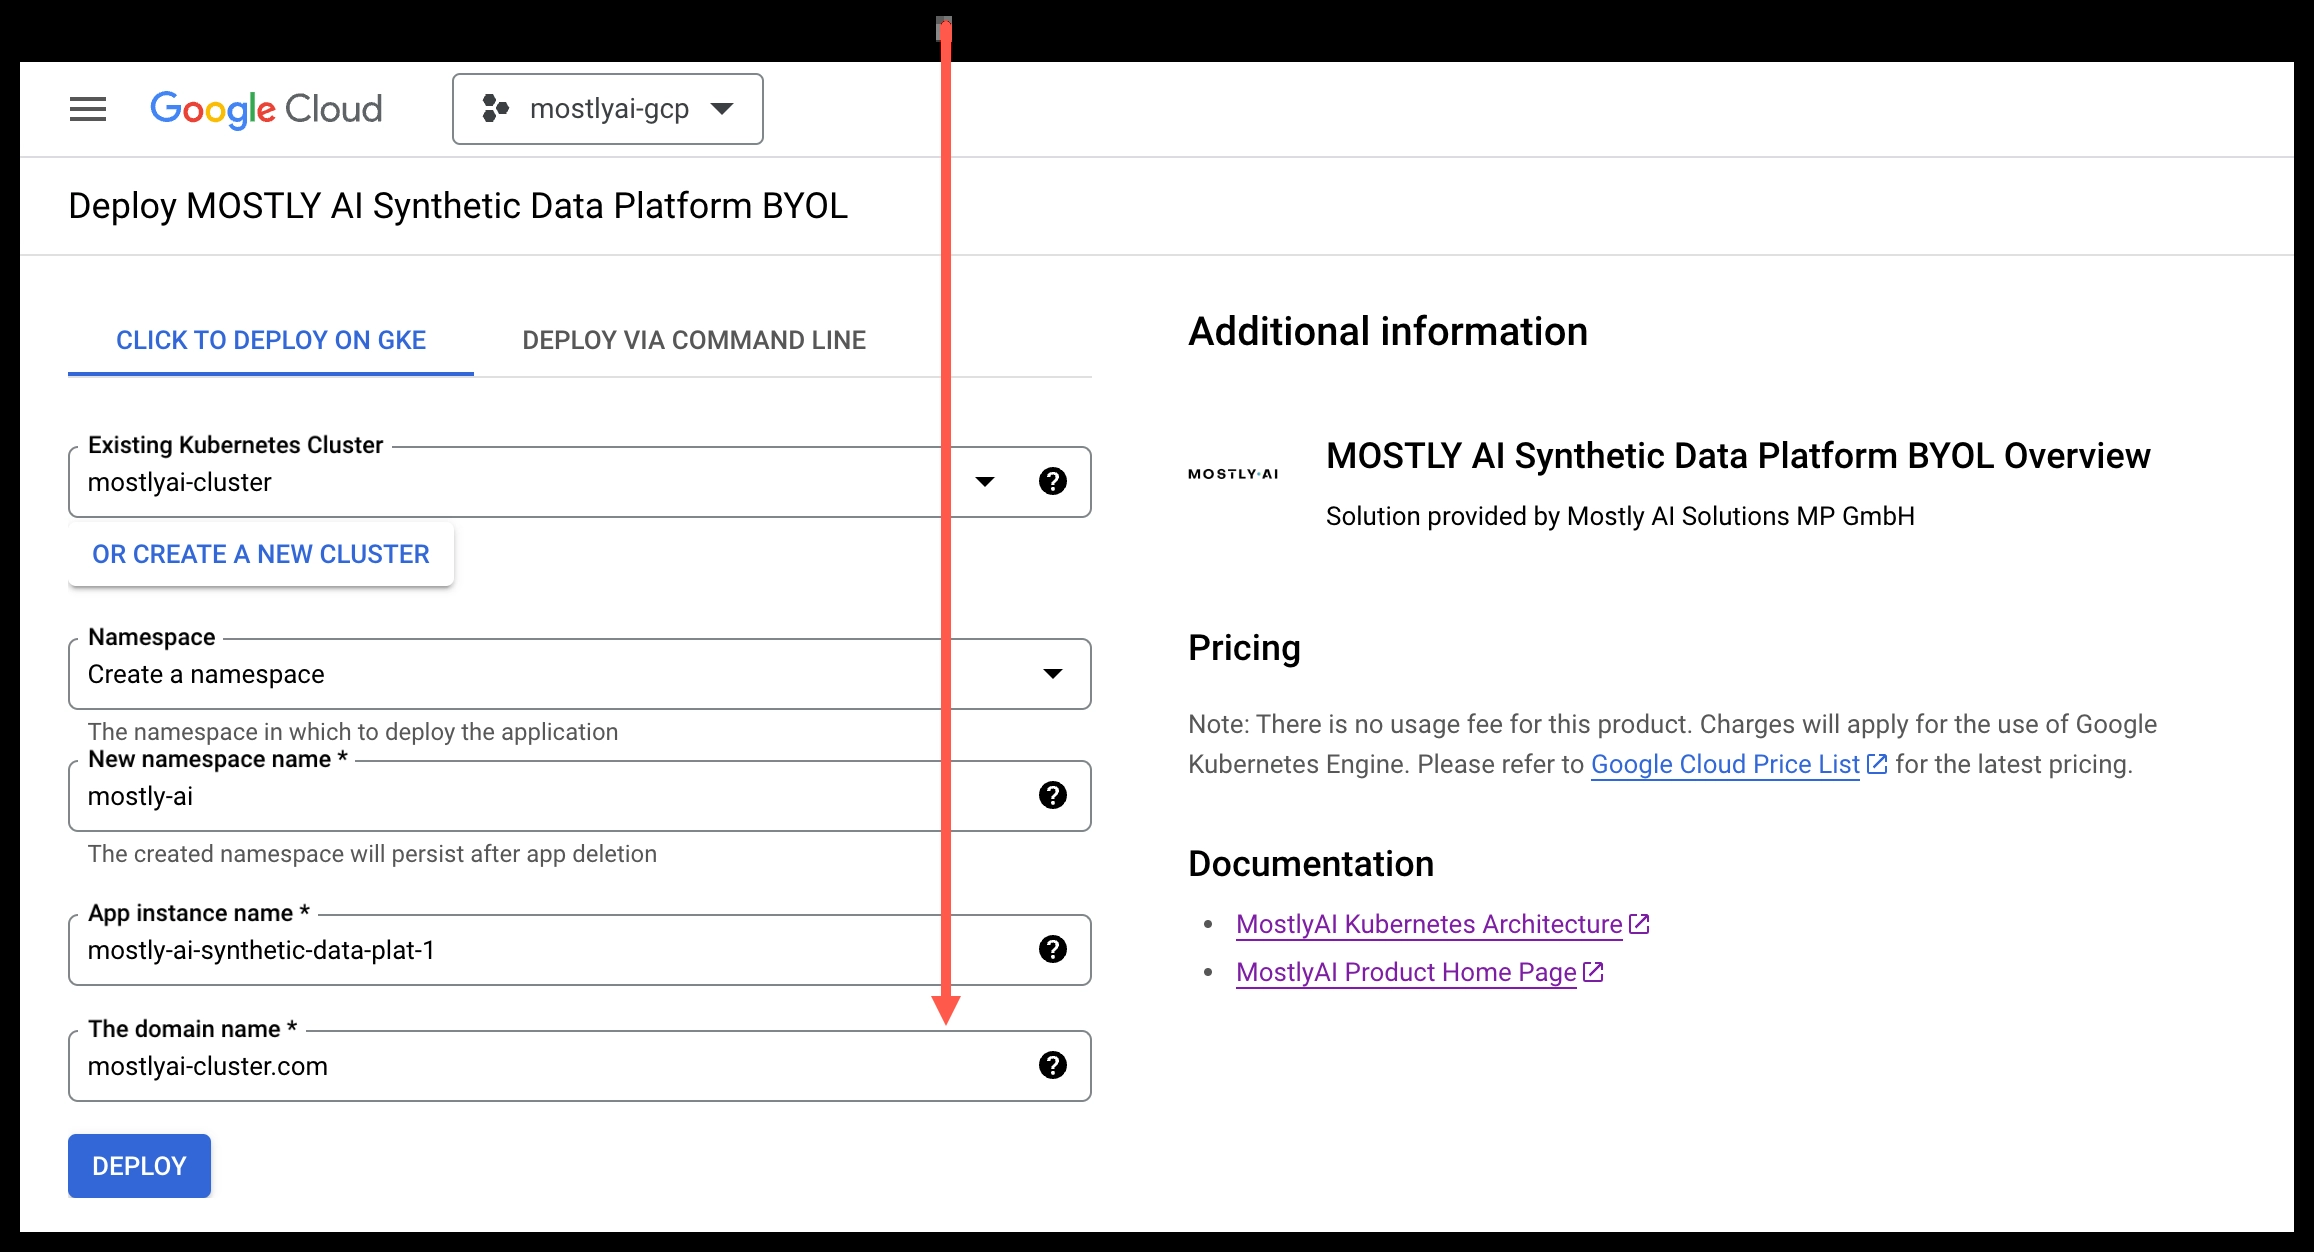 Google Cloud
mostlyai-gcp
Deploy MOSTLY AI Synthetic Data Platform BYOL
CLICK TO DEPLOY ON GKE
DEPLOY VIA COMMAND LINE
Existing Kubernetes Cluster
mostlyai-cluster
OR CREATE A NEW CLUSTER
Namespace
Create a namespace
The namespace in which to deploy the application
New namespace name *
mostly-ai
The created namespace will persist after app deletion
App instance name *
mostly-ai-synthetic-data-plat-1
The domain name *
mostlyai-cluster.com
DEPLOY
Additional information
MOSTLY·AI
MOSTLY AI Synthetic Data Platform BYOL Overview
Solution provided by Mostly AI Solutions MP GmbH
Pricing
Note: There is no usage fee for this product. Charges will apply for the use of Google
Kubernetes Engine. Please refer to Google Cloud Price List for the latest pricing.
Documentation
• MostlyAI Kubernetes Architecture
• MostlyAI Product Home Page